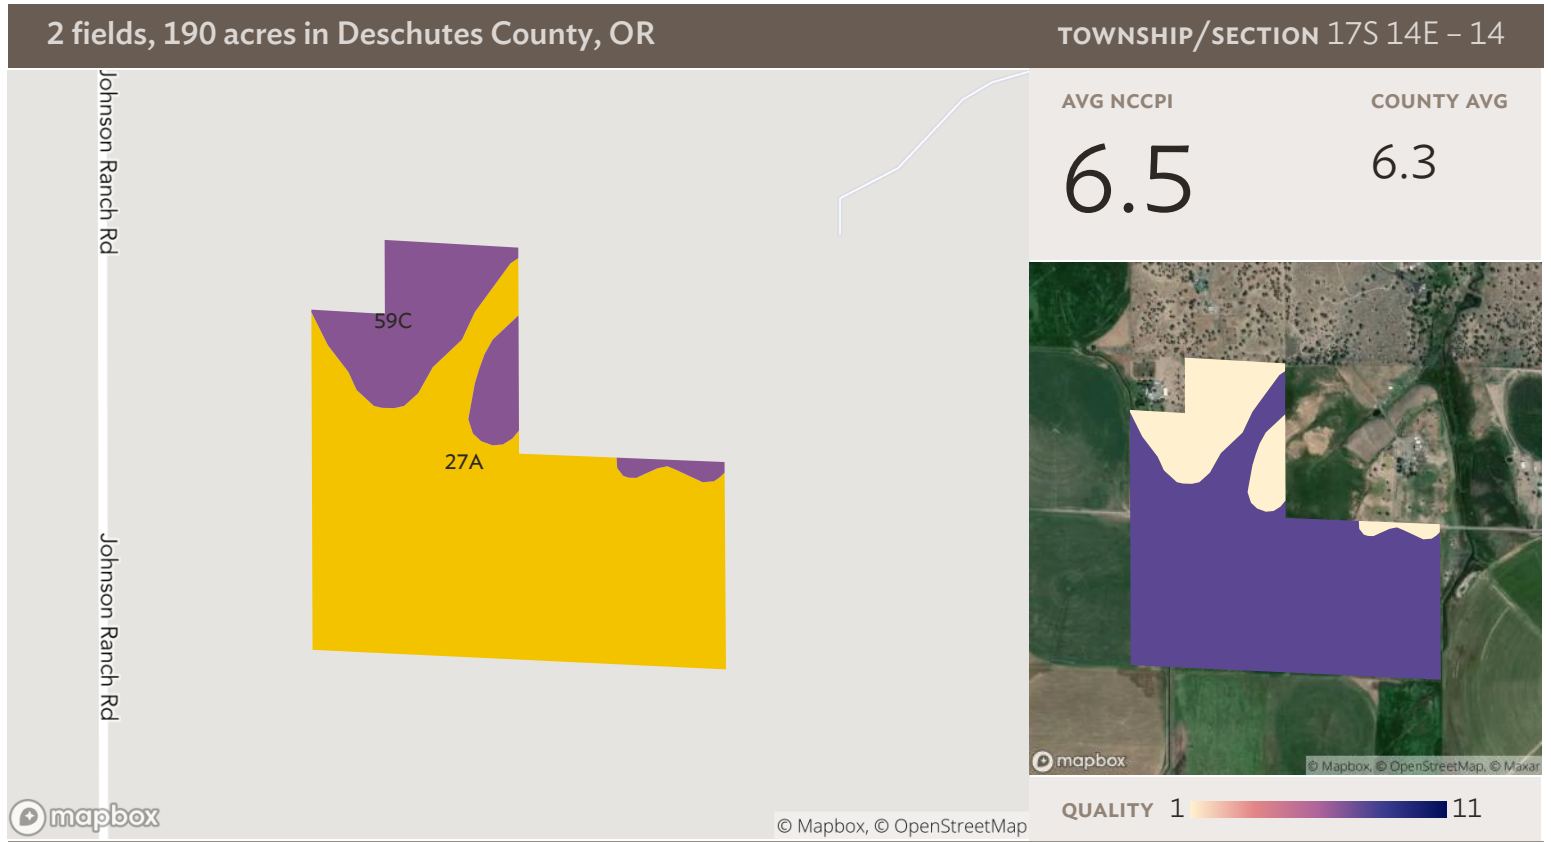 2 fields, 190 acres in Deschutes County, OR
TOWNSHIP/SECTION 17S 14E – 14
Johnson Ranch Rd
Johnson Ranch Rd
59C
27A
mapbox
© Mapbox, © OpenStreetMap
AVG NCCPI
6.5
COUNTY AVG
6.3
mapbox
© Mapbox, © OpenStreetMap, © Maxar
QUALITY 1 11